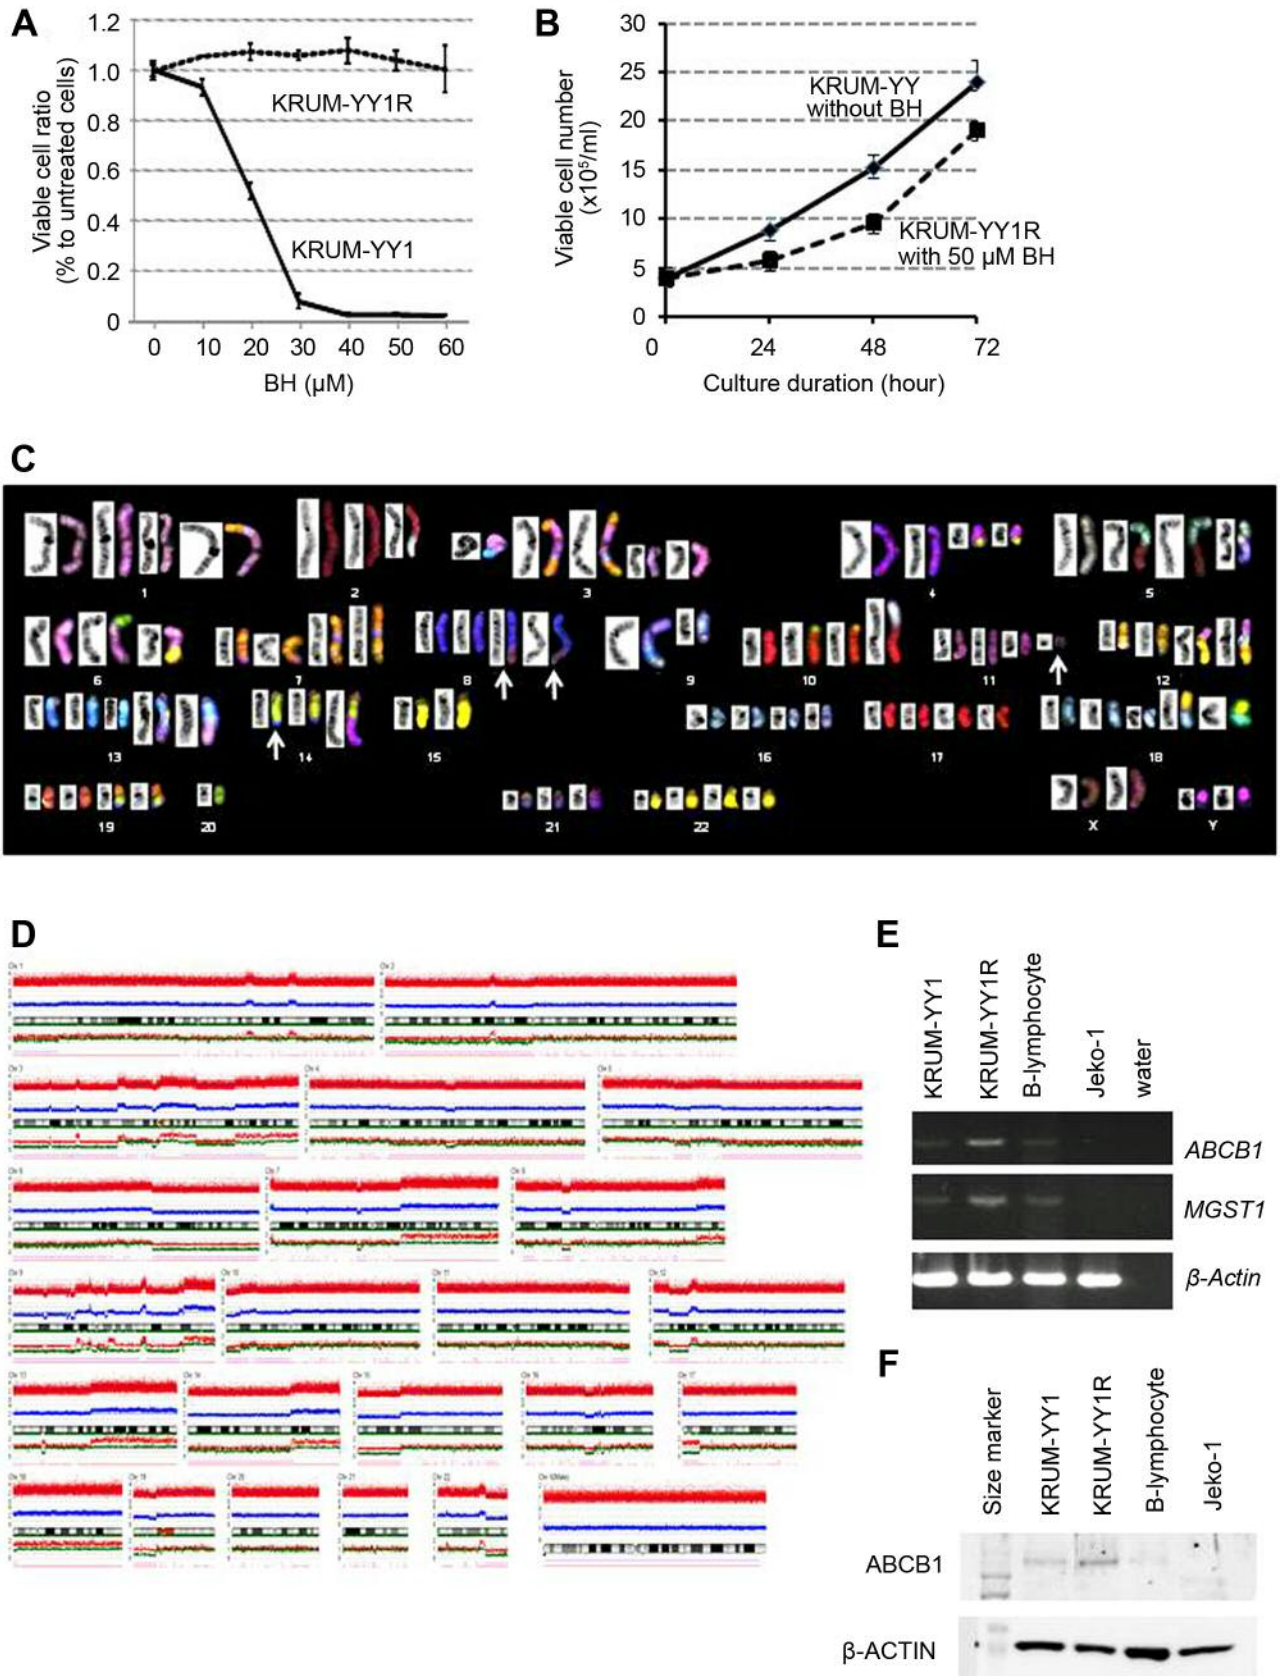 A
1.2
1.0
0.8
0.6
0.4
0.2
0
Viable cell ratio
(% to untreated cells)
KRUM-YY1R
KRUM-YY1
0 10 20 30 40 50 60
BH (µM)
B
30
25
20
15
10
5
0
Viable cell number
(x10⁵/ml)
KRUM-YY
without BH
KRUM-YY1R
with 50 µM BH
0 24 48 72
Culture duration (hour)
C
1 2 3 4 5
6 7 8 9 10 11 12
13 14 15 16 17 18
19 20 21 22 X Y
D
E
KRUM-YY1
KRUM-YY1R
B-lymphocyte
Jeko-1
water
ABCB1
MGST1
β-Actin
F
Size marker
KRUM-YY1
KRUM-YY1R
B-lymphocyte
Jeko-1
ABCB1
β-ACTIN